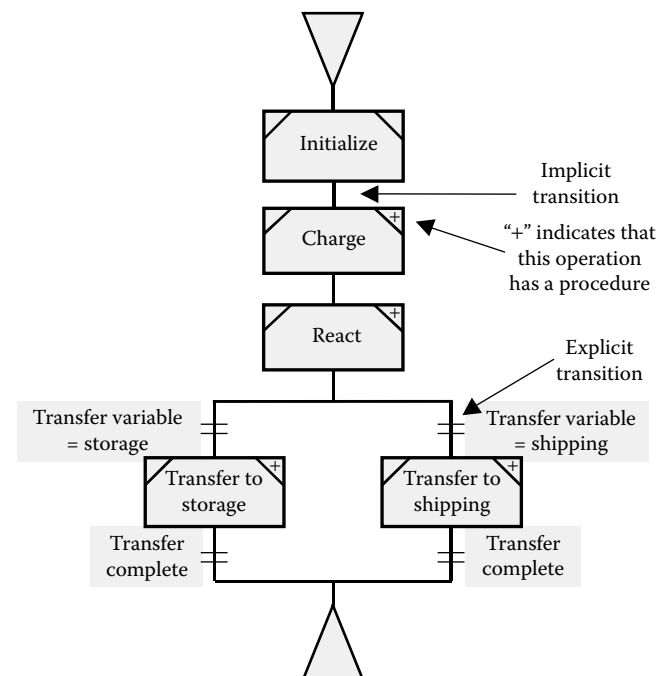 Initialize
Implicit
transition
Charge
+
“+” indicates that
this operation
has a procedure
React
+
Explicit
transition
Transfer variable
= storage
Transfer variable
= shipping
Transfer to
storage
+
Transfer to
shipping
+
Transfer
complete
Transfer
complete